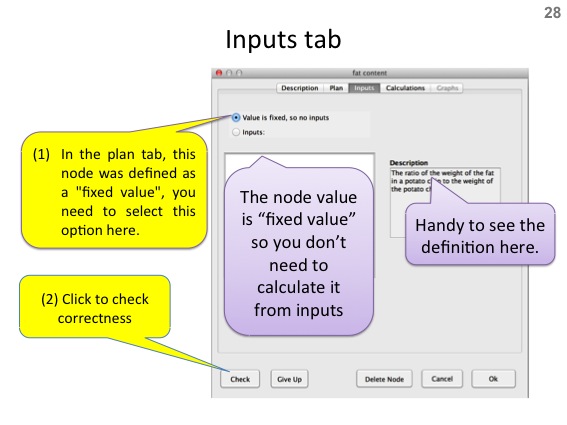 28
Inputs tab
fat content
Description Plan Inputs Calculations Graphs
Value is fixed, so no inputs
Inputs:
(1) In the plan tab, this
node was defined as
a "fixed value", you
need to select this
option here.
The node value
is “fixed value”
so you don’t
need to
calculate it
from inputs
Description
The ratio of the weight of the fat
in a potato to the weight of
the potato
Handy to see the
definition here.
(2) Click to check
correctness
Check Give Up Delete Node Cancel Ok